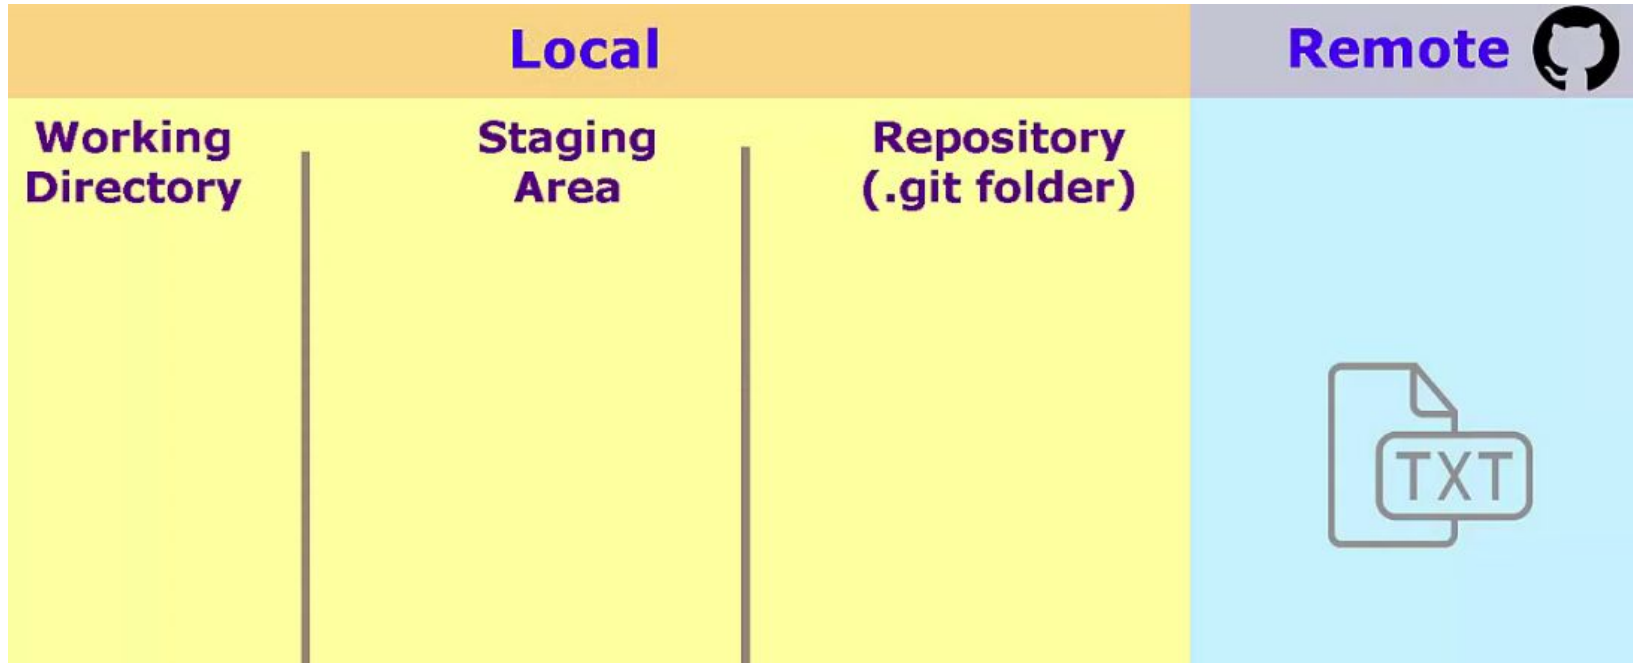 Local
Remote
Working
Directory
Staging
Area
Repository
(.git folder)
TXT